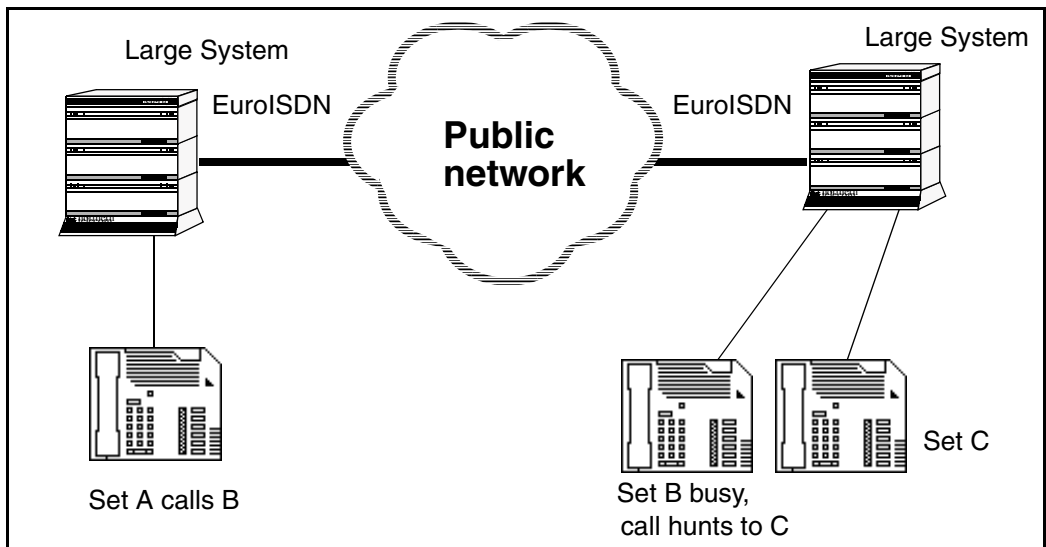 Large System
Large System
EuroISDN
EuroISDN
Public
network
Set A calls B
Set B busy,
call hunts to C
Set C